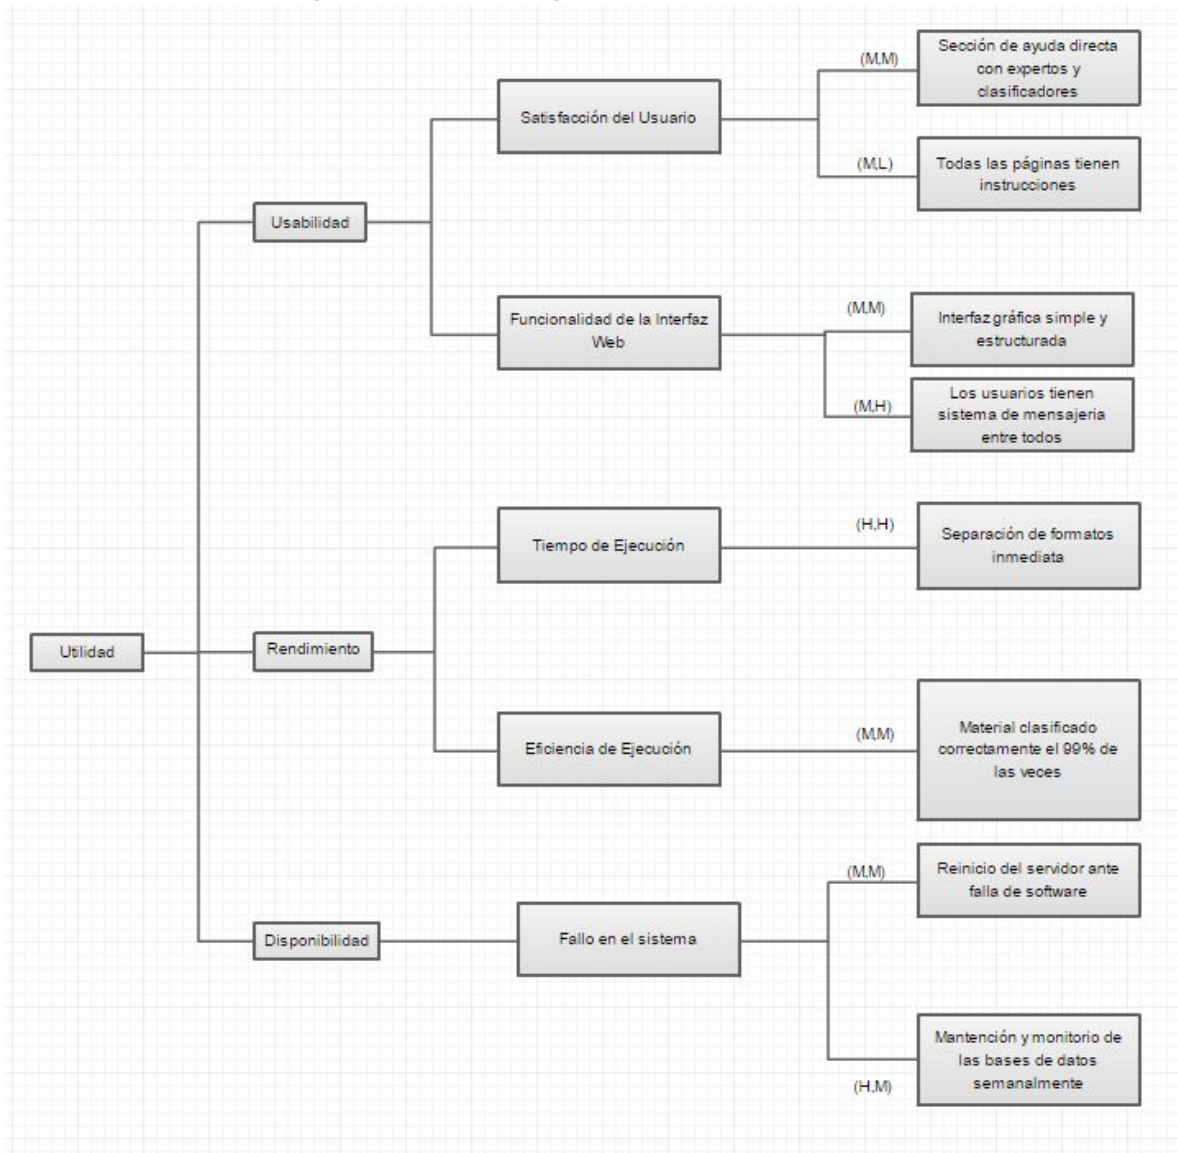 (M,M)
Sección de ayuda directa
con expertos y
clasificadores
Satisfacción del Usuario
(M,L)
Todas las páginas tienen
instrucciones
Usabilidad
Funcionalidad de la Interfaz
Web
(M,M)
Interfaz gráfica simple y
estructurada
(M,H)
Los usuarios tienen
sistema de mensajeria
entre todos
Tiempo de Ejecución
(H,H)
Separación de formatos
inmediata
Utilidad
Rendimiento
Eficiencia de Ejecución
(M,M)
Material clasificado
correctamente el 99% de
las veces
(M,M)
Reinicio del servidor ante
falla de software
Disponibilidad
Fallo en el sistema
Mantención y monitorio de
las bases de datos
semanalmente
(H,M)